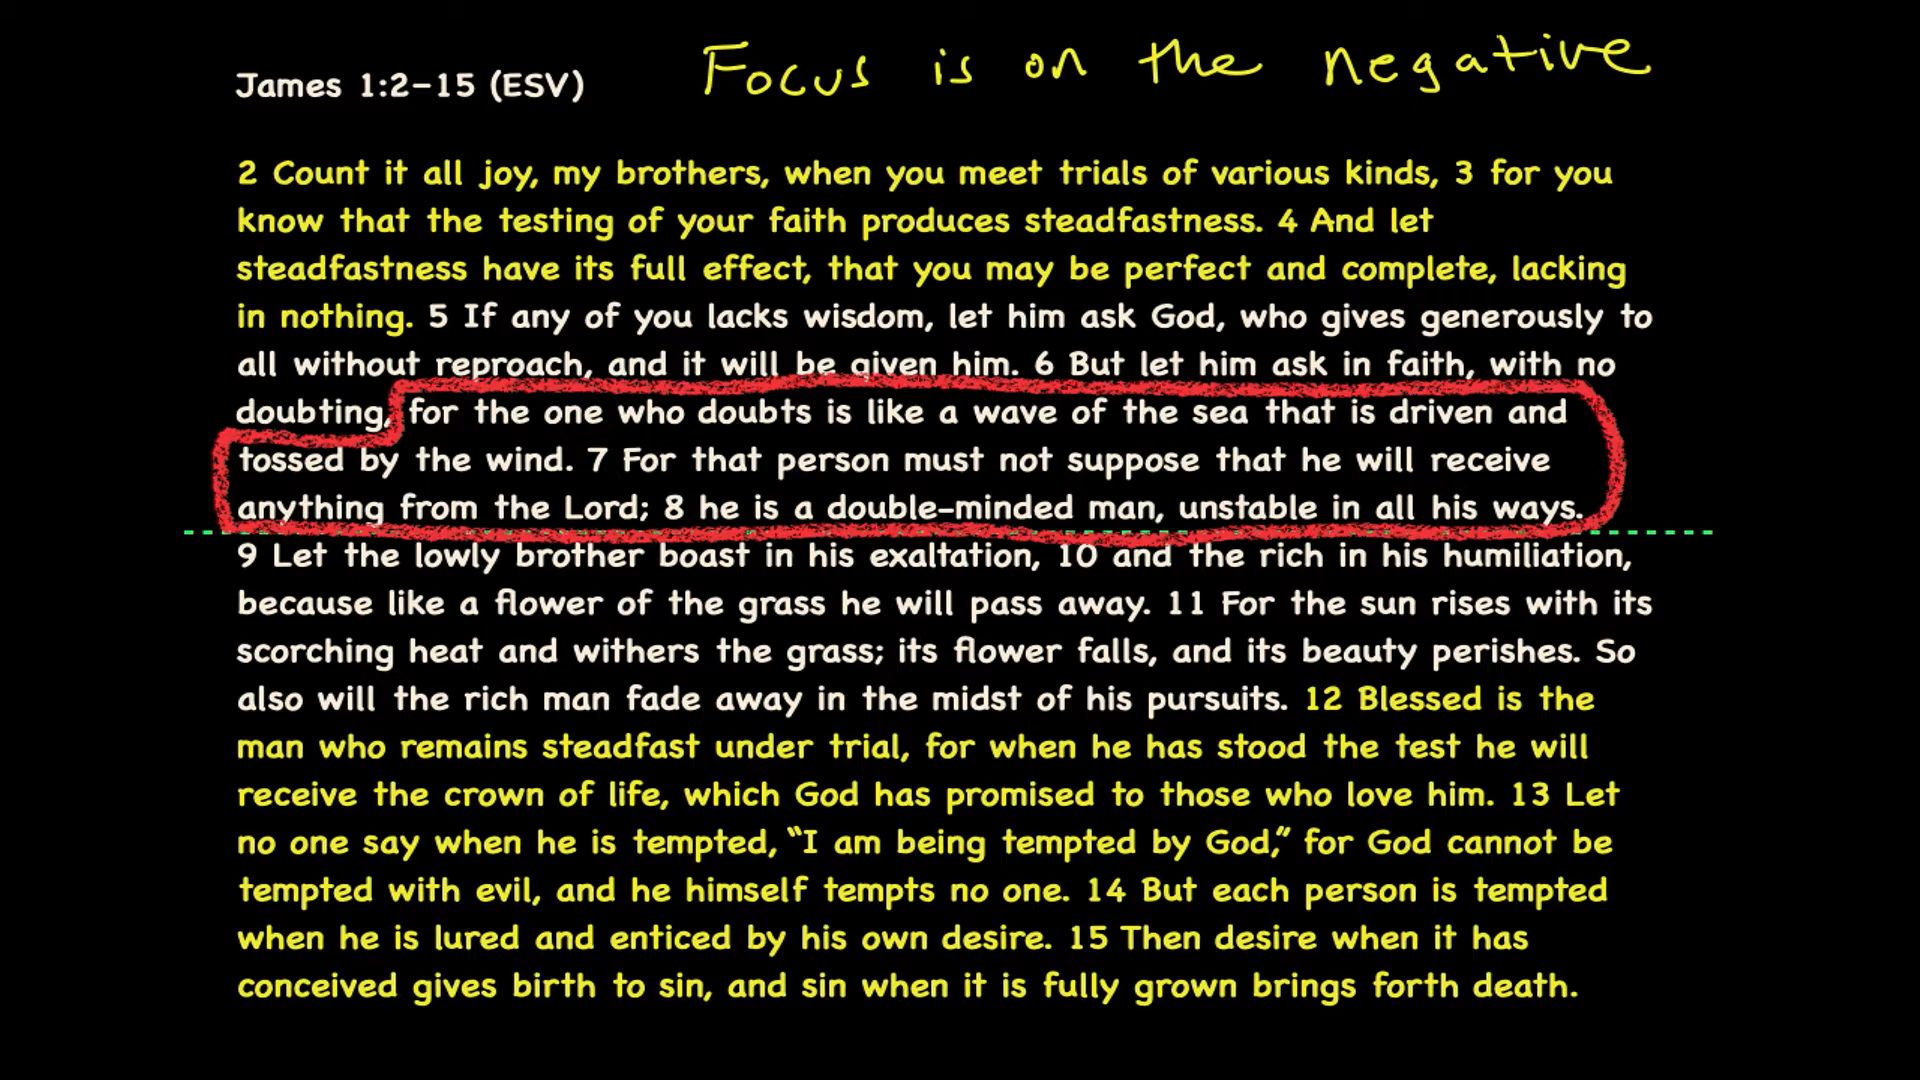 James 1:2-15 (ESV)
Focus is on the negative
2 Count it all joy, my brothers, when you meet trials of various kinds, 3 for you
know that the testing of your faith produces steadfastness. 4 And let
steadfastness have its full effect, that you may be perfect and complete, lacking
in nothing. 5 If any of you lacks wisdom, let him ask God, who gives generously to
all without reproach, and it will be given him. 6 But let him ask in faith, with no
doubting, for the one who doubts is like a wave of the sea that is driven and
tossed by the wind. 7 For that person must not suppose that he will receive
anything from the Lord; 8 he is a double-minded man, unstable in all his ways.
9 Let the lowly brother boast in his exaltation, 10 and the rich in his humiliation,
because like a flower of the grass he will pass away. 11 For the sun rises with its
scorching heat and withers the grass; its flower falls, and its beauty perishes. So
also will the rich man fade away in the midst of his pursuits. 12 Blessed is the
man who remains steadfast under trial, for when he has stood the test he will
receive the crown of life, which God has promised to those who love him. 13 Let
no one say when he is tempted, “I am being tempted by God,” for God cannot be
tempted with evil, and he himself tempts no one. 14 But each person is tempted
when he is lured and enticed by his own desire. 15 Then desire when it has
conceived gives birth to sin, and sin when it is fully grown brings forth death.